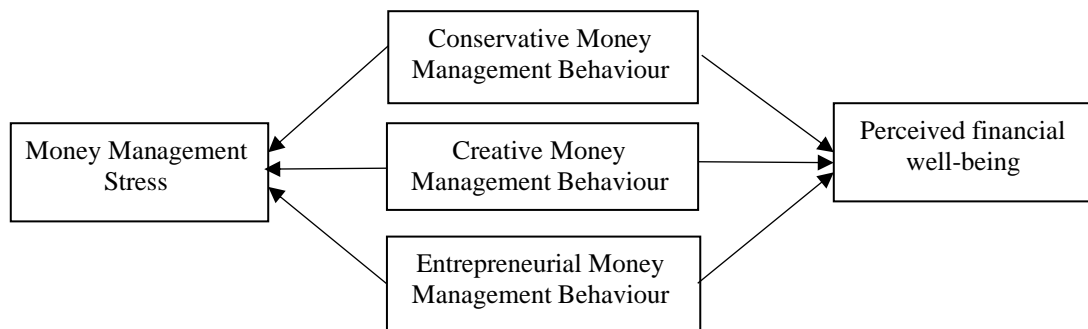 Conservative Money
Management Behaviour
Money Management
Stress
Creative Money
Management Behaviour
Perceived financial
well-being
Entrepreneurial Money
Management Behaviour